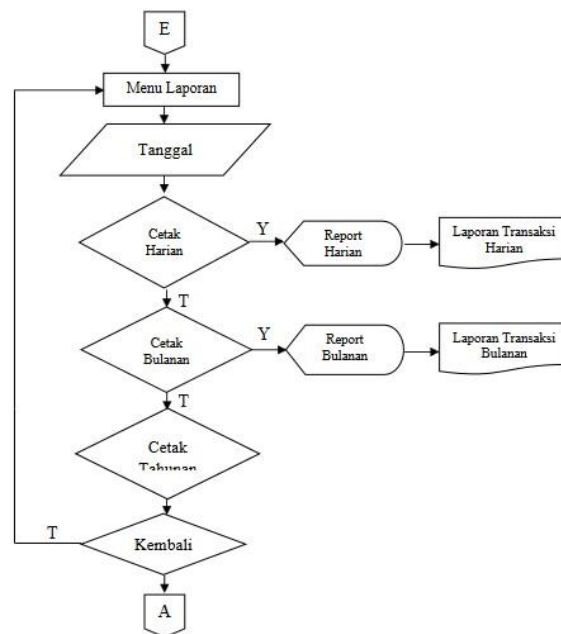 E
Menu Laporan
Tanggal
Cetak
Harian
Y
Report
Harian
Laporan Transaksi
Harian
T
Cetak
Bulanan
Y
Report
Bulanan
Laporan Transaksi
Bulanan
T
Cetak
Tahunan
T
Kembali
A